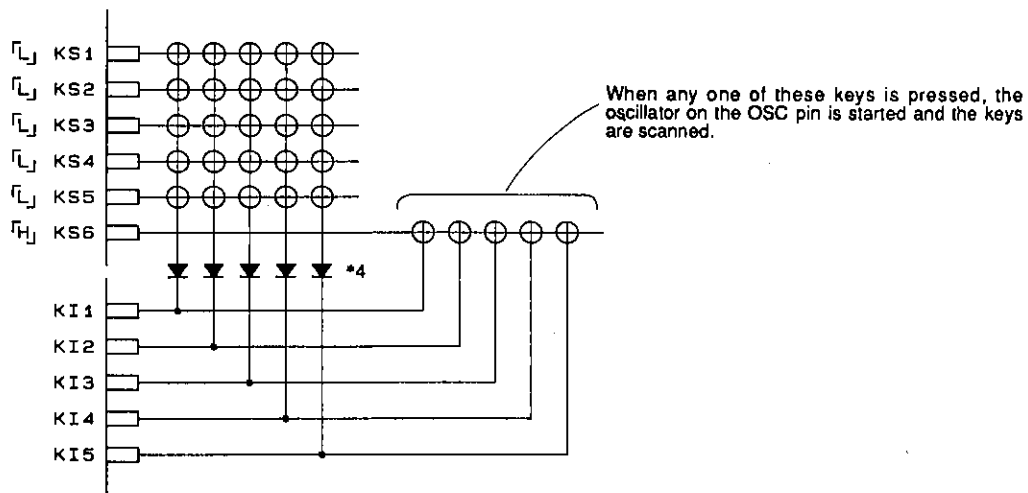 「L」 KS1
「L」 KS2
「L」 KS3
「L」 KS4
「L」 KS5
「H」 KS6
When any one of these keys is pressed, the
oscillator on the OSC pin is started and the keys
are scanned.
*4
KI1
KI2
KI3
KI4
KI5